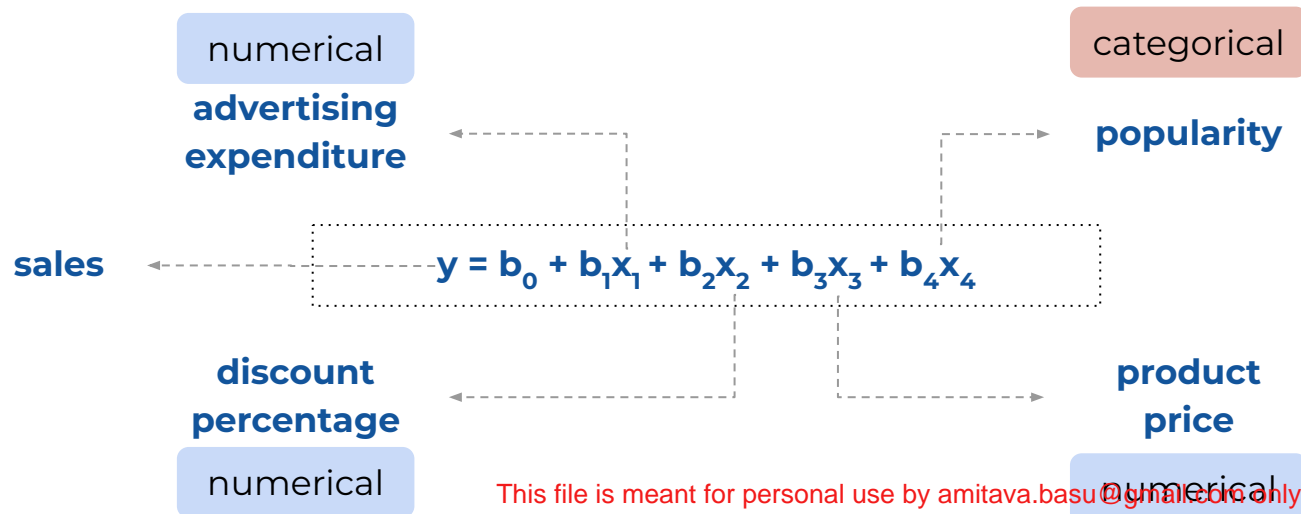 numerical
categorical
advertising
expenditure
popularity
sales
y = b₀ + b₁x₁ + b₂x₂ + b₃x₃ + b₄x₄
discount
percentage
product
price
numerical
numerical
This file is meant for personal use by amitava.basu@gmail.com only